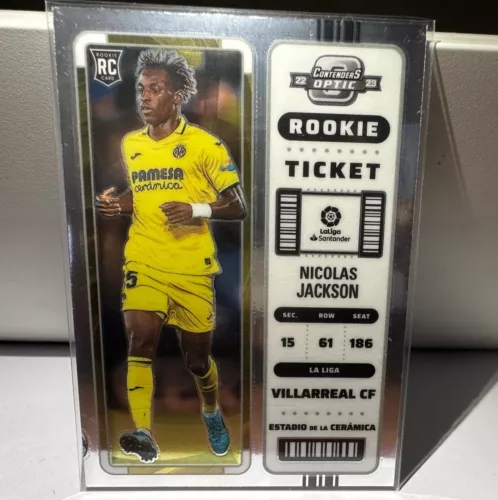 ROOKIE
RC
CARD
PAMESA
cerámica
5
22 CONTENDERS 23
OPTIC
ROOKIE
TICKET
LaLiga
Santander
NICOLAS
JACKSON
SEC. ROW SEAT
15 61 186
LA LIGA
VILLARREAL CF
ESTADIO DE LA CERÁMICA